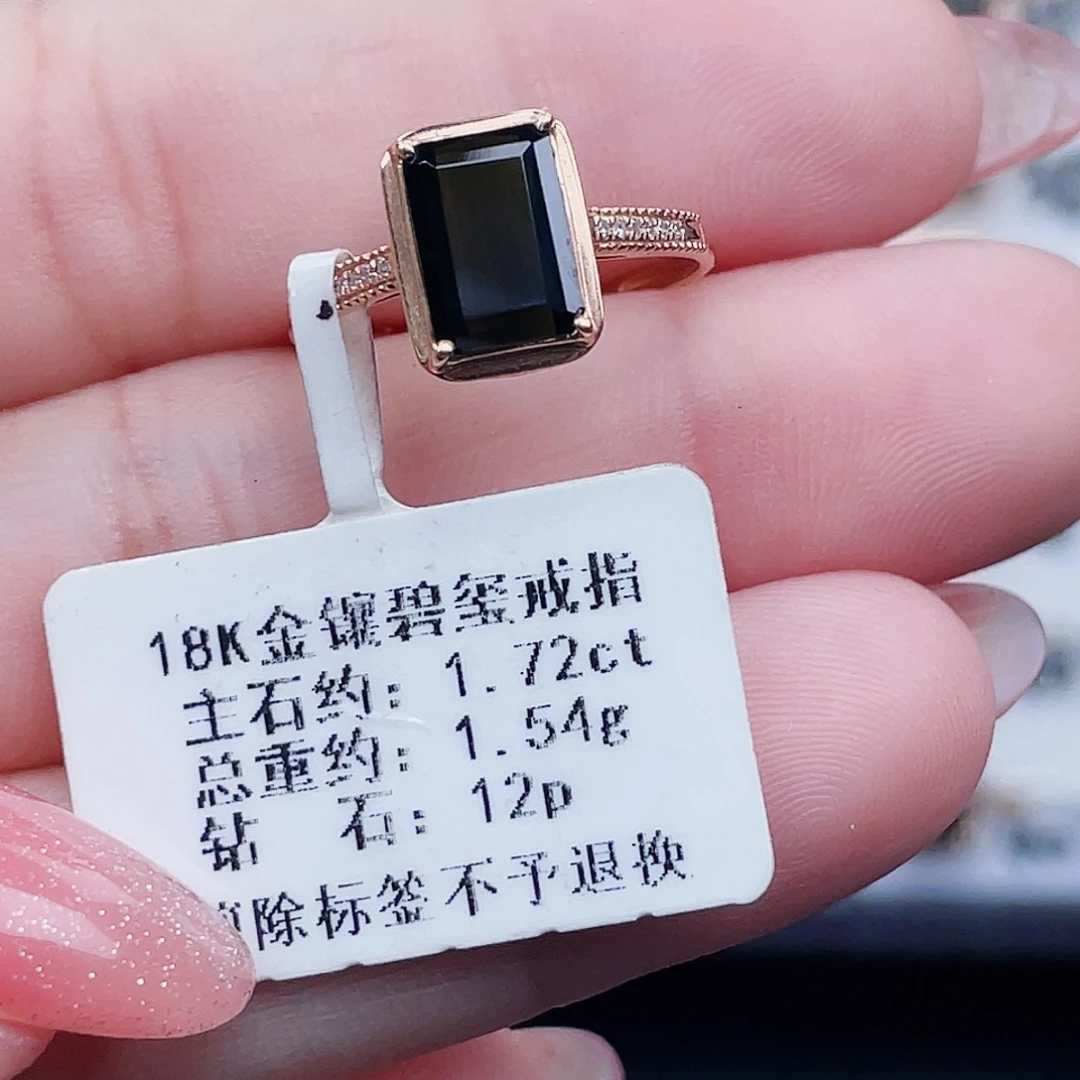 18K金镶碧玺戒指
主石约：1.72ct
总重约：1.54g
钻 石：12p
除标签不予退换